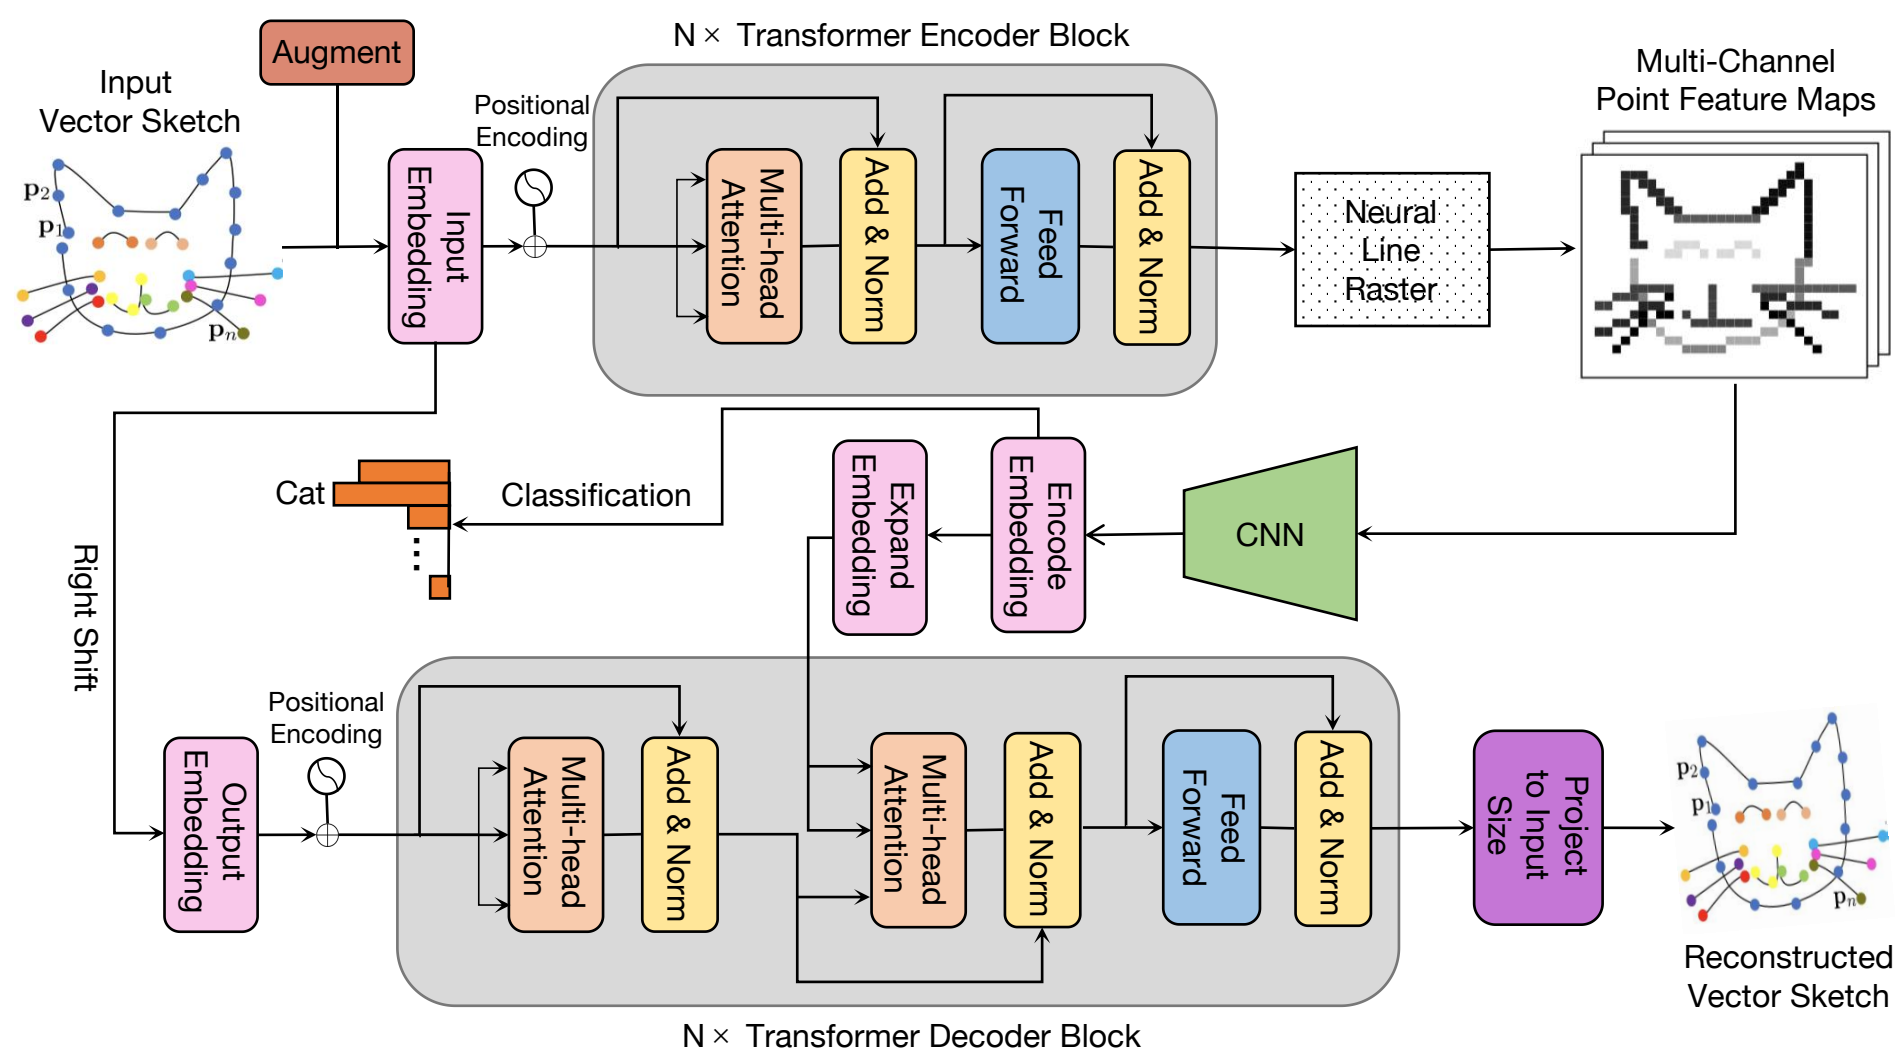 Augment
N × Transformer Encoder Block
Input
Vector Sketch
Positional
Encoding
Multi-Channel
Point Feature Maps
p2
p1
pn
Input
Embedding
Multi-head
Attention
Add & Norm
Feed
Forward
Add & Norm
Neural
Line
Raster
Cat
Classification
Expand
Embedding
Encode
Embedding
CNN
Right Shift
Positional
Encoding
Output
Embedding
Multi-head
Attention
Add & Norm
Multi-head
Attention
Add & Norm
Feed
Forward
Add & Norm
Project
to Input
Size
p2
p1
pn
Reconstructed
Vector Sketch
N × Transformer Decoder Block